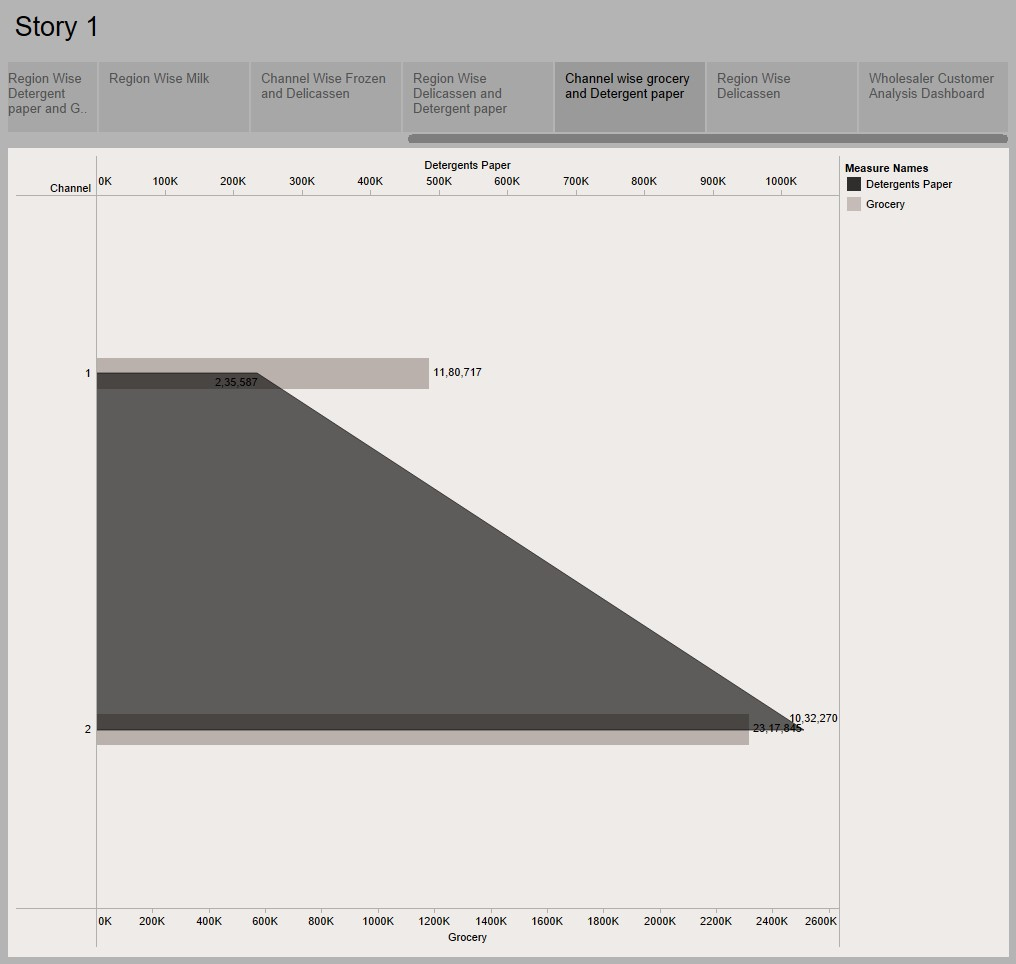 Story 1
Region Wise
Detergent
paper and G..
Region Wise Milk
Channel Wise Frozen
and Delicassen
Region Wise
Delicassen and
Detergent paper
Channel wise grocery
and Detergent paper
Region Wise
Delicassen
Wholesaler Customer
Analysis Dashboard
Detergents Paper
Channel
0K 100K 200K 300K 400K 500K 600K 700K 800K 900K 1000K
Measure Names
Detergents Paper
Grocery
1
11,80,717
2,35,587
2
10,32,270
23,17,845
0K 200K 400K 600K 800K 1000K 1200K 1400K 1600K 1800K 2000K 2200K 2400K 2600K
Grocery